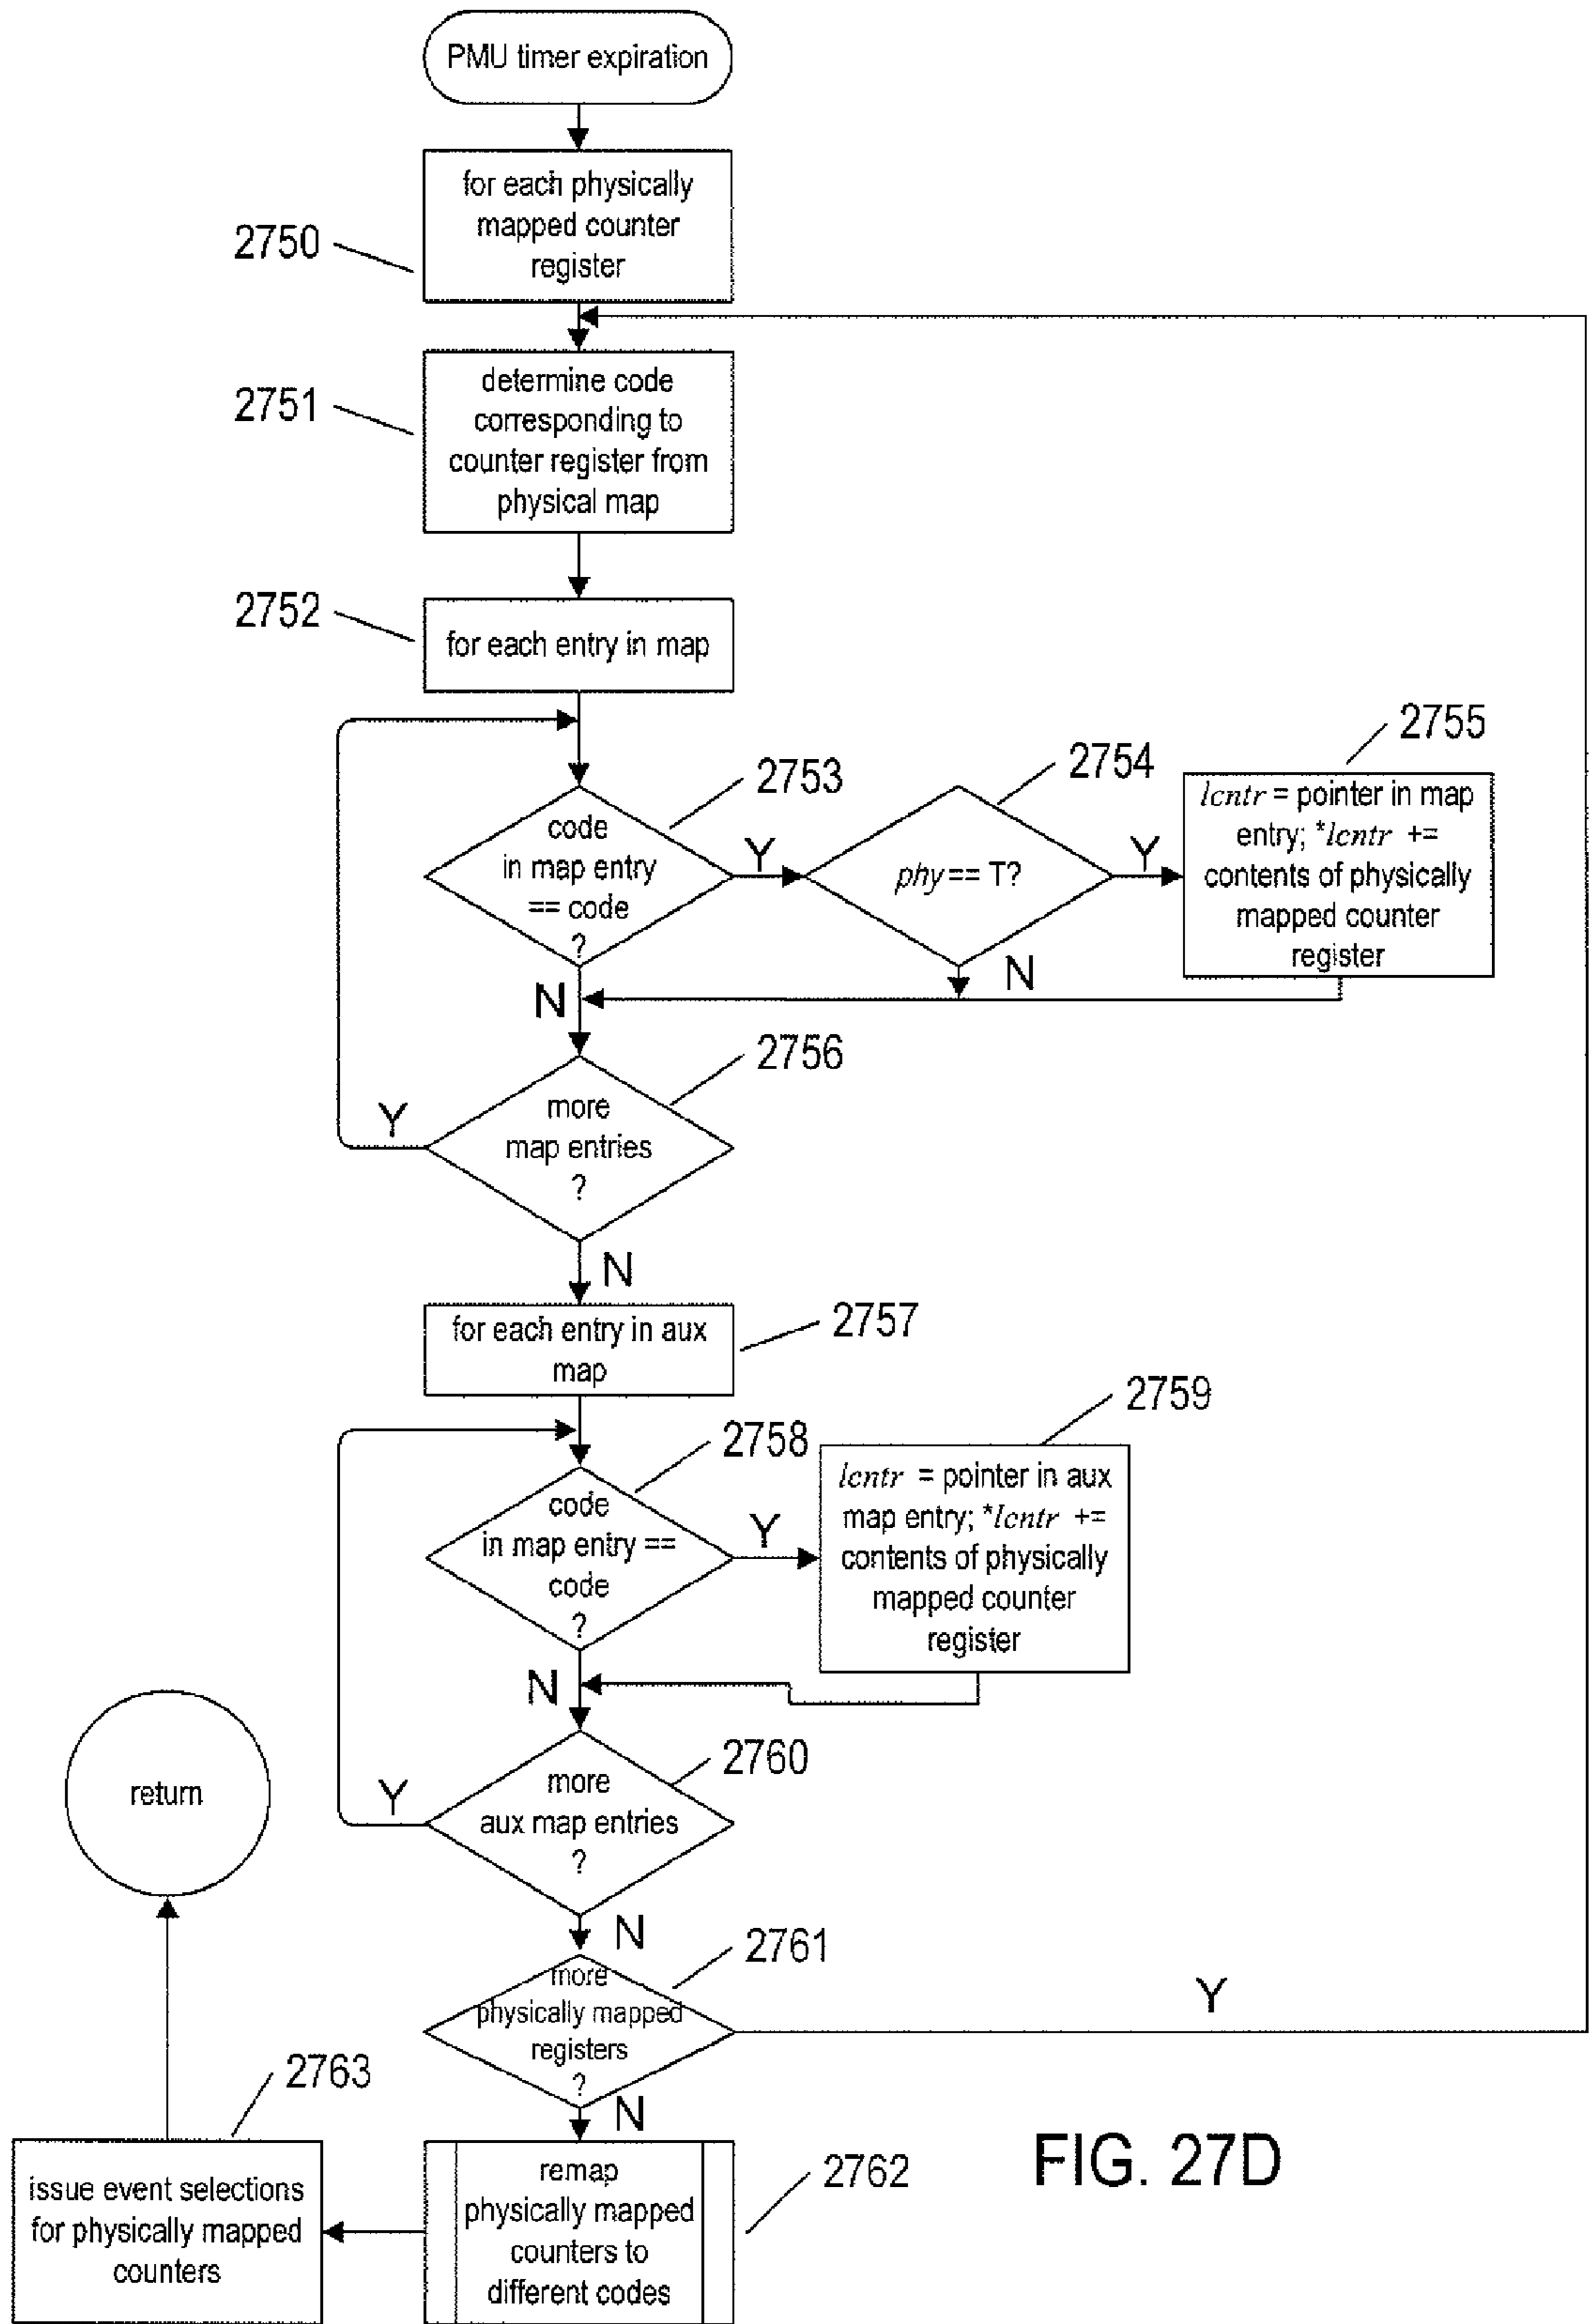 PMU timer expiration
for each physically
mapped counter
register
2750
determine code
corresponding to
counter register from
physical map
2751
2752
for each entry in map
2753
code
in map entry
== code
?
Y
2754
phy == T?
Y
2755
lcntr = pointer in map
entry; *lcntr +=
contents of physically
mapped counter
register
N
N
2756
more
map entries
?
Y
N
for each entry in aux
map
2757
2758
code
in map entry ==
code
?
Y
2759
lcntr = pointer in aux
map entry; *lcntr +=
contents of physically
mapped counter
register
N
2760
more
aux map entries
?
Y
return
N
2761
more
physically mapped
registers
?
Y
N
2762
remap
physically mapped
counters to
different codes
2763
issue event selections
for physically mapped
counters
FIG. 27D